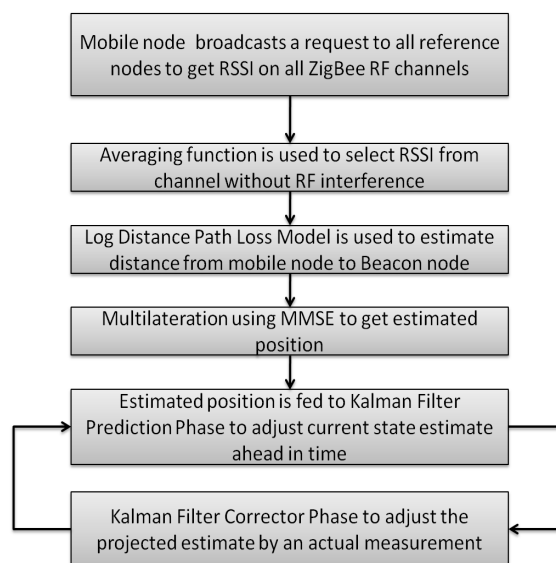 Mobile node broadcasts a request to all reference
nodes to get RSSI on all ZigBee RF channels
Averaging function is used to select RSSI from
channel without RF interference
Log Distance Path Loss Model is used to estimate
distance from mobile node to Beacon node
Multilateration using MMSE to get estimated
position
Estimated position is fed to Kalman Filter
Prediction Phase to adjust current state estimate
ahead in time
Kalman Filter Corrector Phase to adjust the
projected estimate by an actual measurement